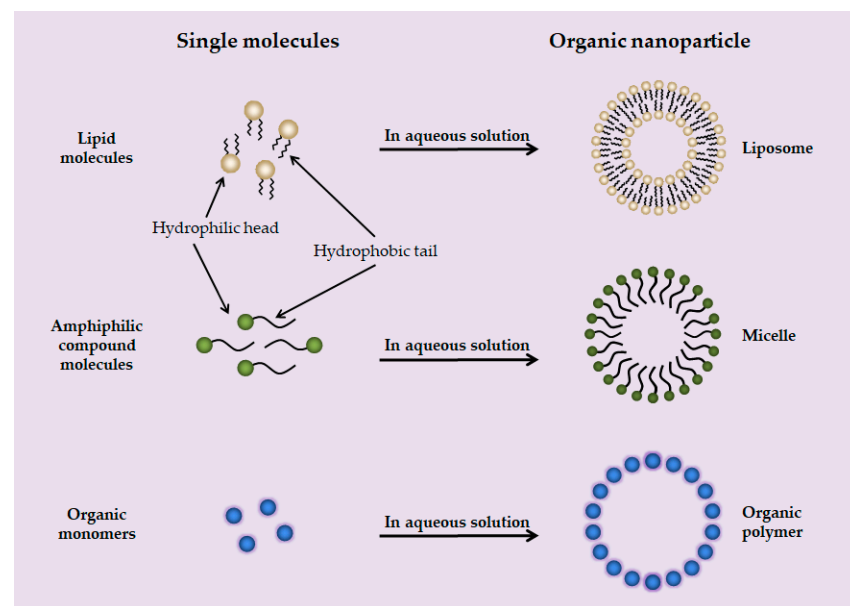 Single molecules
Organic nanoparticle
Lipid
molecules
In aqueous solution
Liposome
Hydrophilic head
Hydrophobic tail
Amphiphilic
compound
molecules
In aqueous solution
Micelle
Organic
monomers
In aqueous solution
Organic
polymer